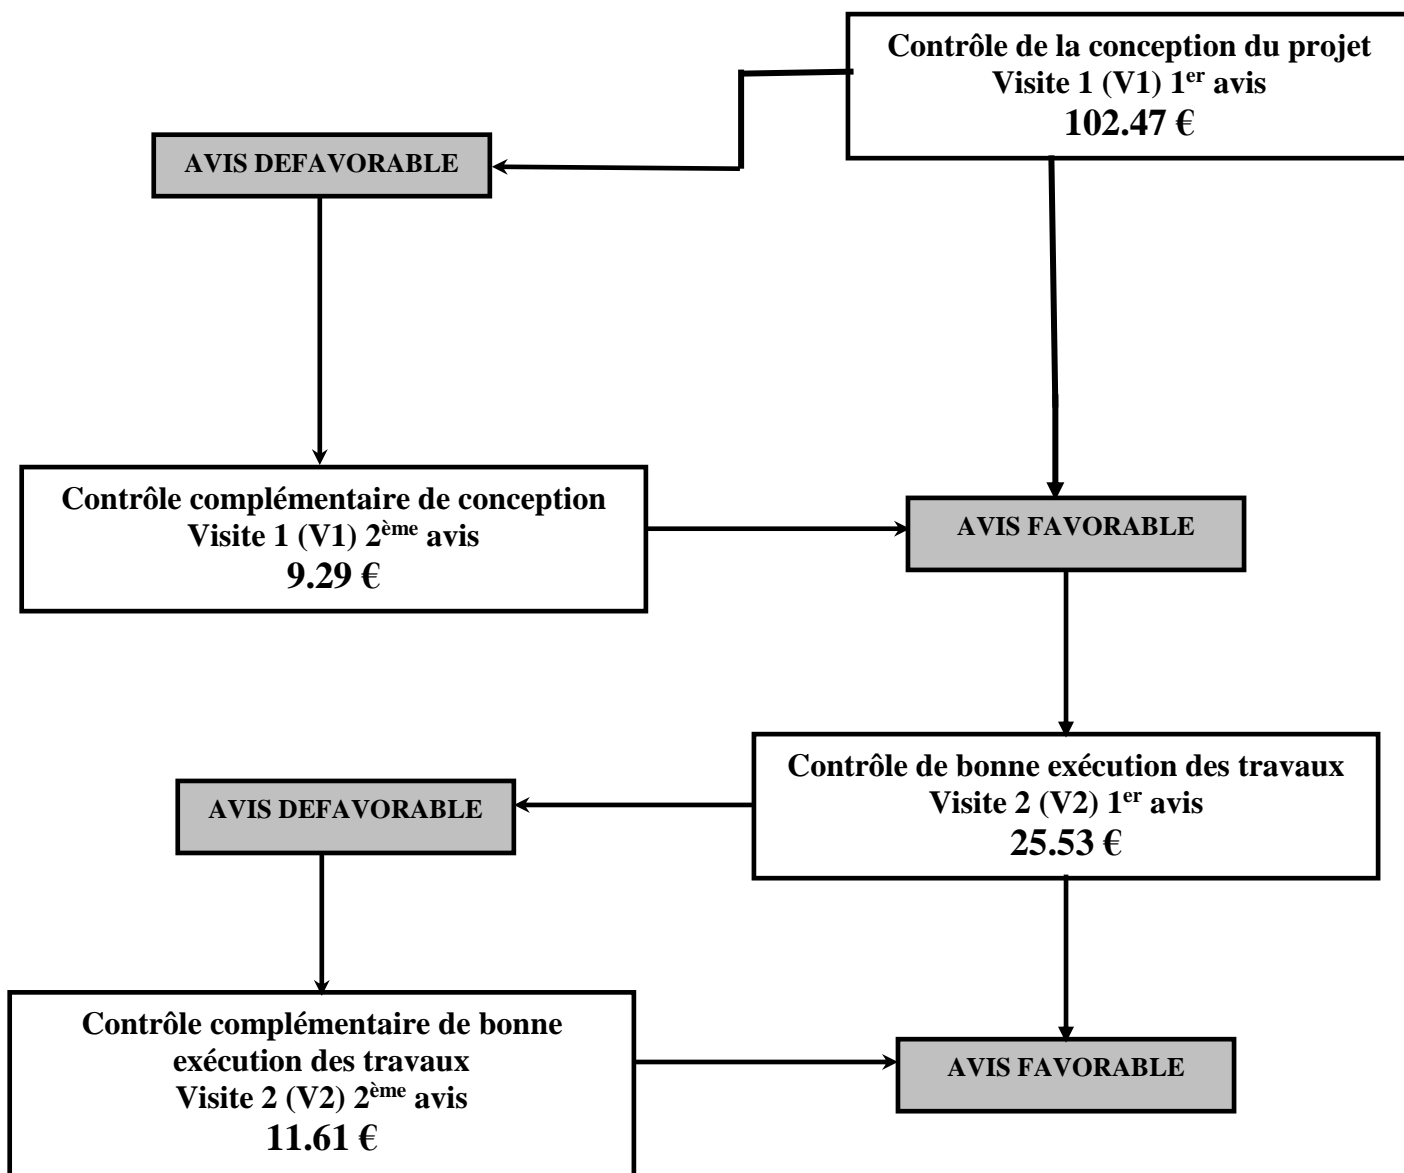 Contrôle de la conception du projet
Visite 1 (V1) 1er avis
102.47 €
AVIS DEFAVORABLE
Contrôle complémentaire de conception
Visite 1 (V1) 2ème avis
9.29 €
AVIS FAVORABLE
Contrôle de bonne exécution des travaux
Visite 2 (V2) 1er avis
25.53 €
AVIS DEFAVORABLE
Contrôle complémentaire de bonne
exécution des travaux
Visite 2 (V2) 2ème avis
11.61 €
AVIS FAVORABLE